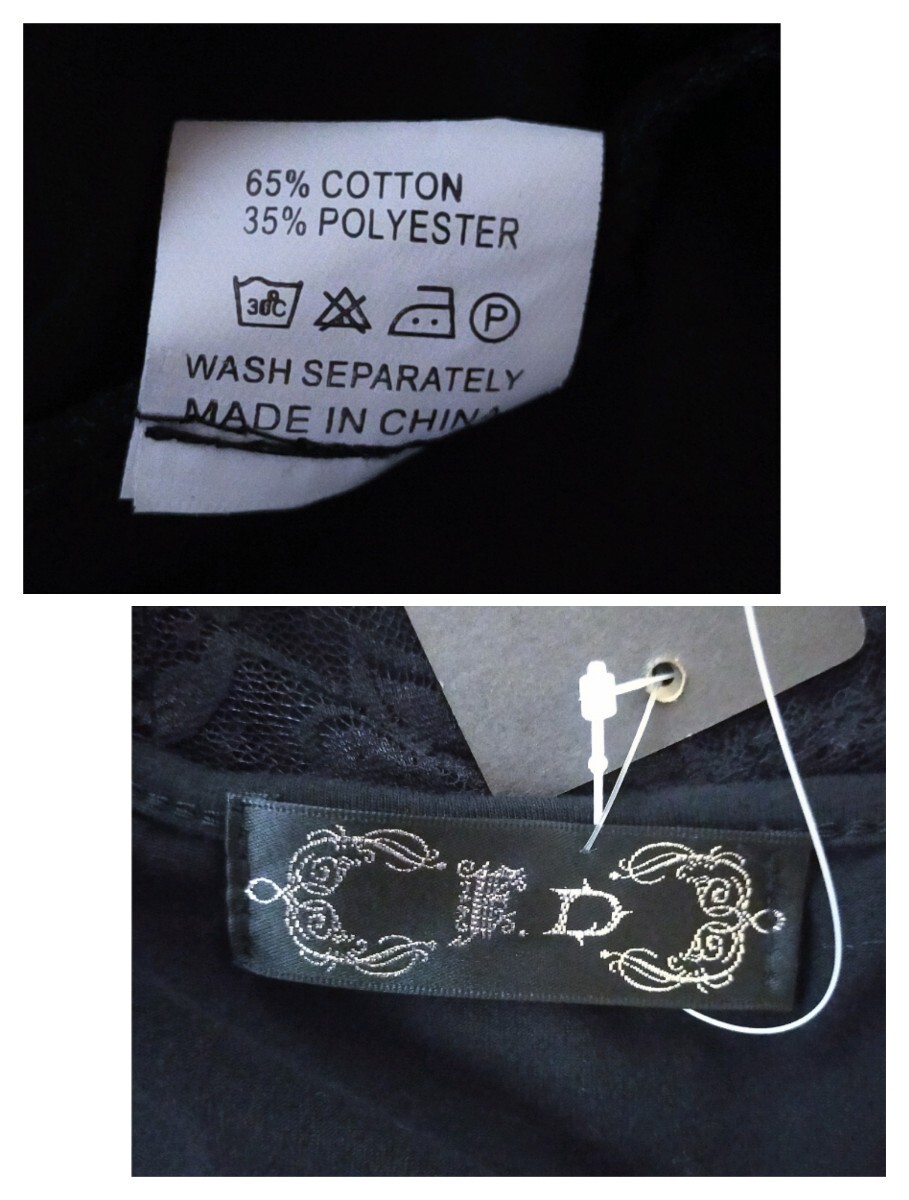 65% COTTON
35% POLYESTER
30°C P
WASH SEPARATELY
MADE IN CHINA
E.D